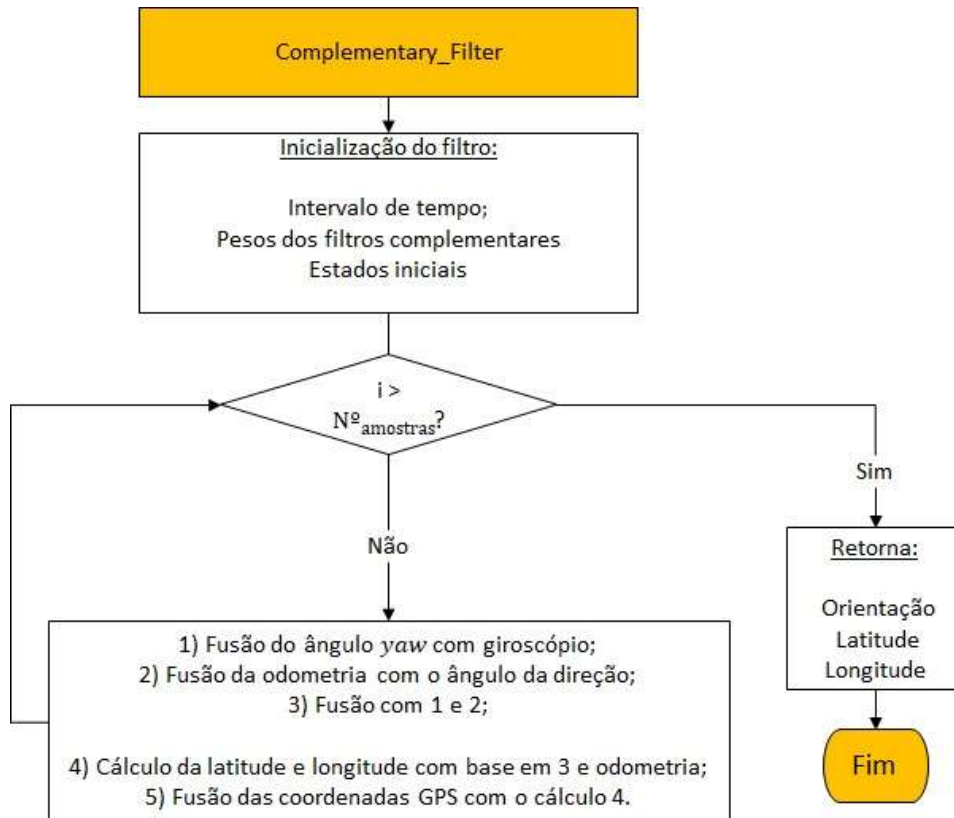 Complementary_Filter
Inicialização do filtro:
Intervalo de tempo;
Pesos dos filtros complementares
Estados iniciais
i >
Nº amostras?
Sim
Não
Retorna:
Orientação
Latitude
Longitude
1) Fusão do ângulo yaw com giroscópio;
2) Fusão da odometria com o ângulo da direção;
3) Fusão com 1 e 2;
4) Cálculo da latitude e longitude com base em 3 e odometria;
5) Fusão das coordenadas GPS com o cálculo 4.
Fim